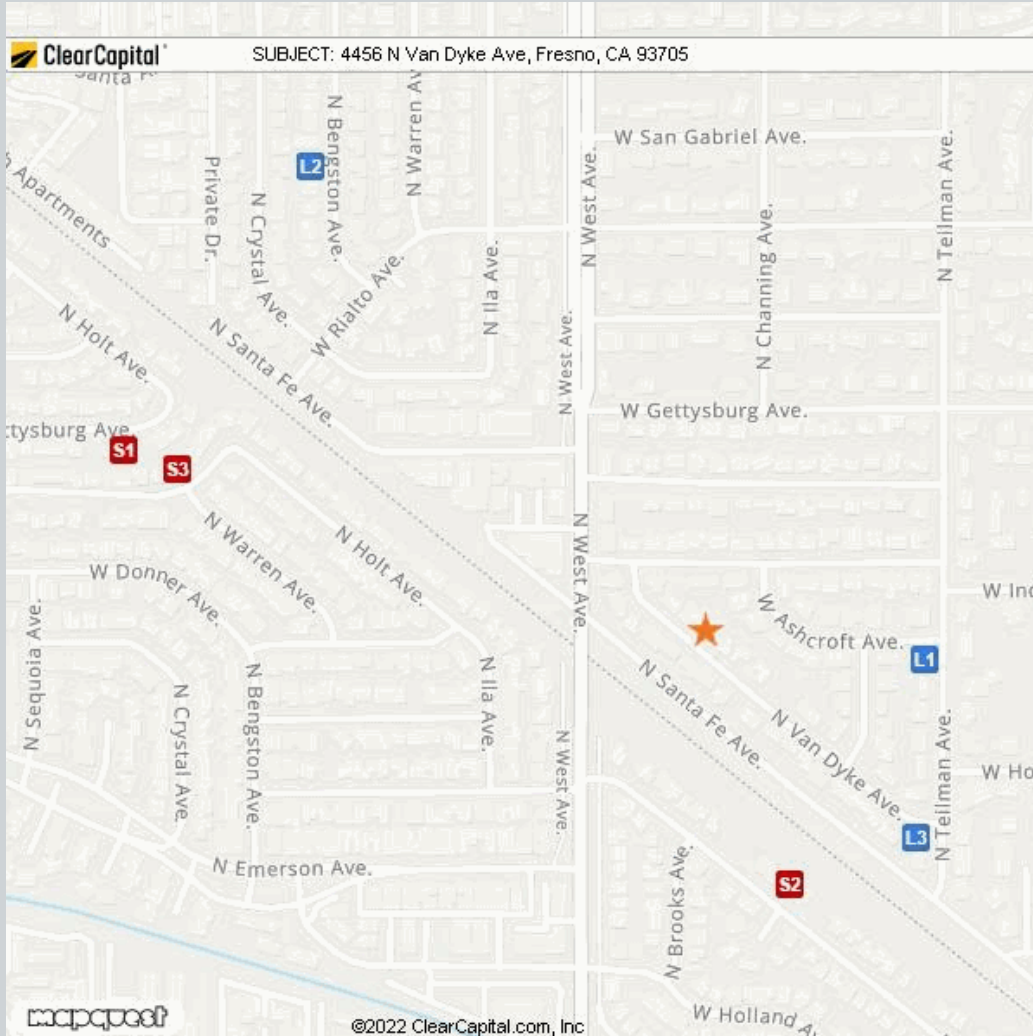 ClearCapital
SUBJECT: 4456 N Van Dyke Ave, Fresno, CA 93705
N Bengston Ave.
N Warren Av
W San Gabriel Ave.
L2
Apartments
Private Dr.
N Crystal Ave.
N West Ave.
N Channing Ave.
N Tellman Ave.
W Rialto Ave.
N Ila Ave.
N Holt Ave.
N Santa Fe Ave.
N West Ave.
W Gettysburg Ave.
ttysburg Ave
S1
S3
N Warren Ave.
N Holt Ave.
N West Ave.
W Donner Ave.
W Ashcroft Ave.
W Inc
L1
N Sequoia Ave.
N Crystal Ave.
N Bengston Ave.
N Ila Ave.
N Santa Fe Ave.
N Van Dyke Ave.
N West Ave.
N Tellman Ave.
W Ho
L3
N Emerson Ave.
N Brooks Ave.
S2
W Holland Av
mapquest
©2022 ClearCapital.com, Inc